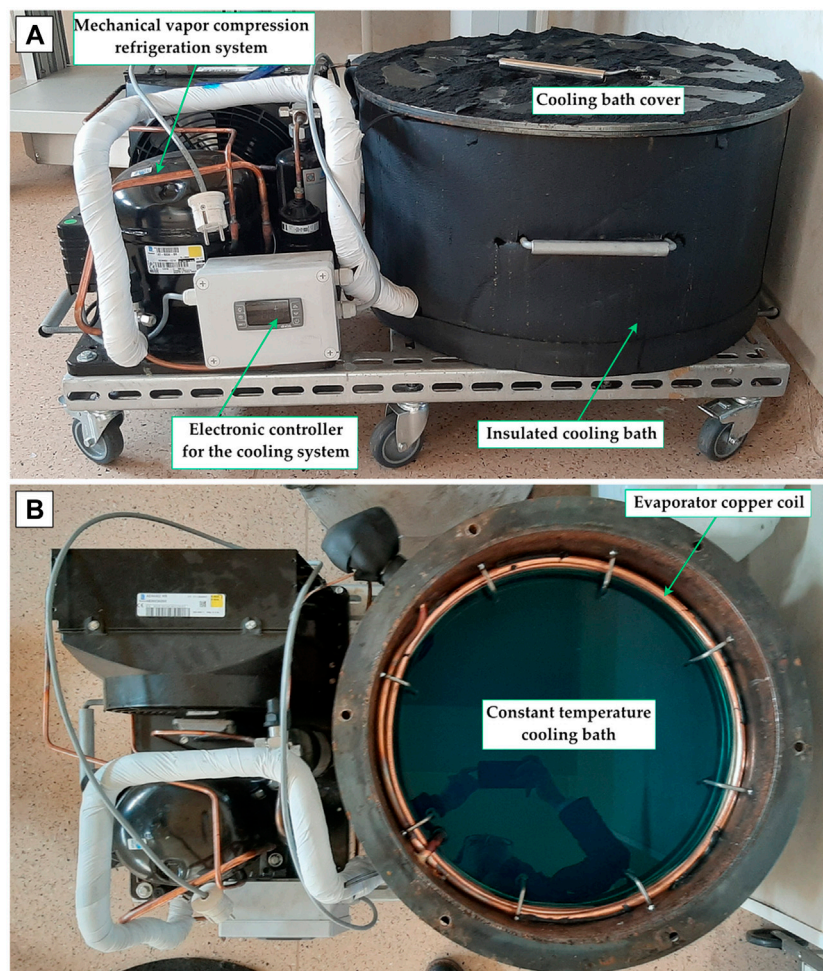 A
Mechanical vapor compression
refrigeration system
Cooling bath cover
Electronic controller
for the cooling system
Insulated cooling bath
B
Evaporator copper coil
Constant temperature
cooling bath